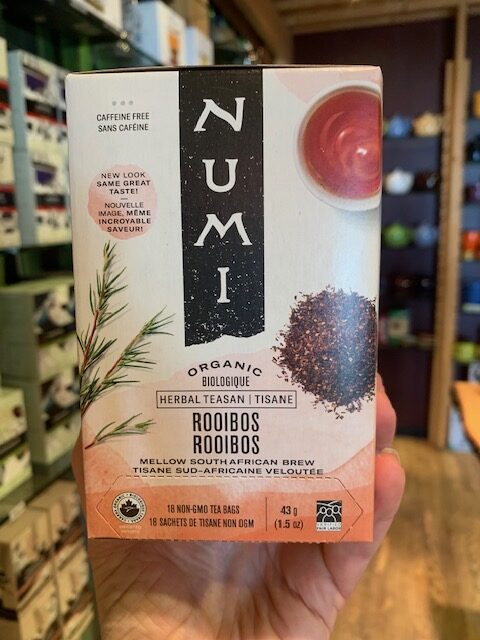 CAFFEINE FREE
SANS CAFÉINE
NUMI
NEW LOOK
SAME GREAT
TASTE!
NOUVELLE
IMAGE, MÊME
INCROYABLE
SAVEUR!
ORGANIC
BIOLOGIQUE
HERBAL TEASAN | TISANE
ROOIBOS
ROOIBOS
MELLOW SOUTH AFRICAN BREW
TISANE SUD-AFRICAINE VELOUTÉE
18 NON-GMO TEA BAGS
18 SACHETS DE TISANE NON OGM
43 g
(1.5 oz)
FAIR LABOR